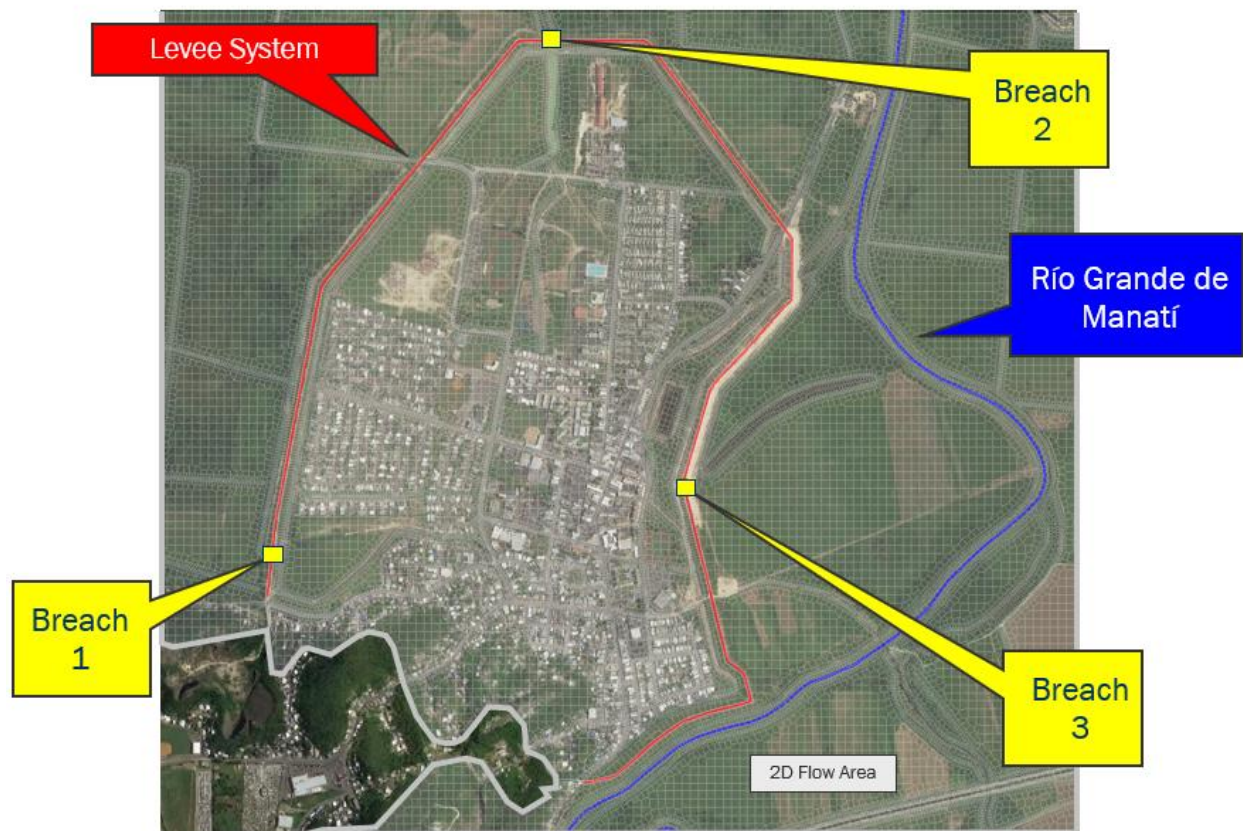 Levee System
Breach
2
Río Grande de
Manatí
Breach
1
Breach
3
2D Flow Area